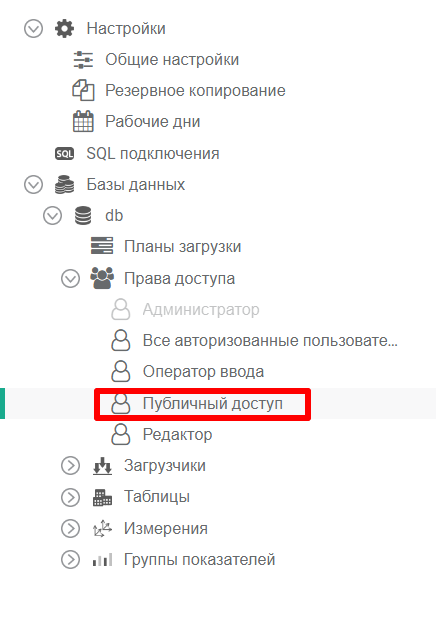 Настройки
Общие настройки
Резервное копирование
Рабочие дни
SQL SQL подключения
Базы данных
db
Планы загрузки
Права доступа
Администратор
Все авторизованные пользовате...
Оператор ввода
Публичный доступ
Редактор
Загрузчики
Таблицы
Измерения
Группы показателей